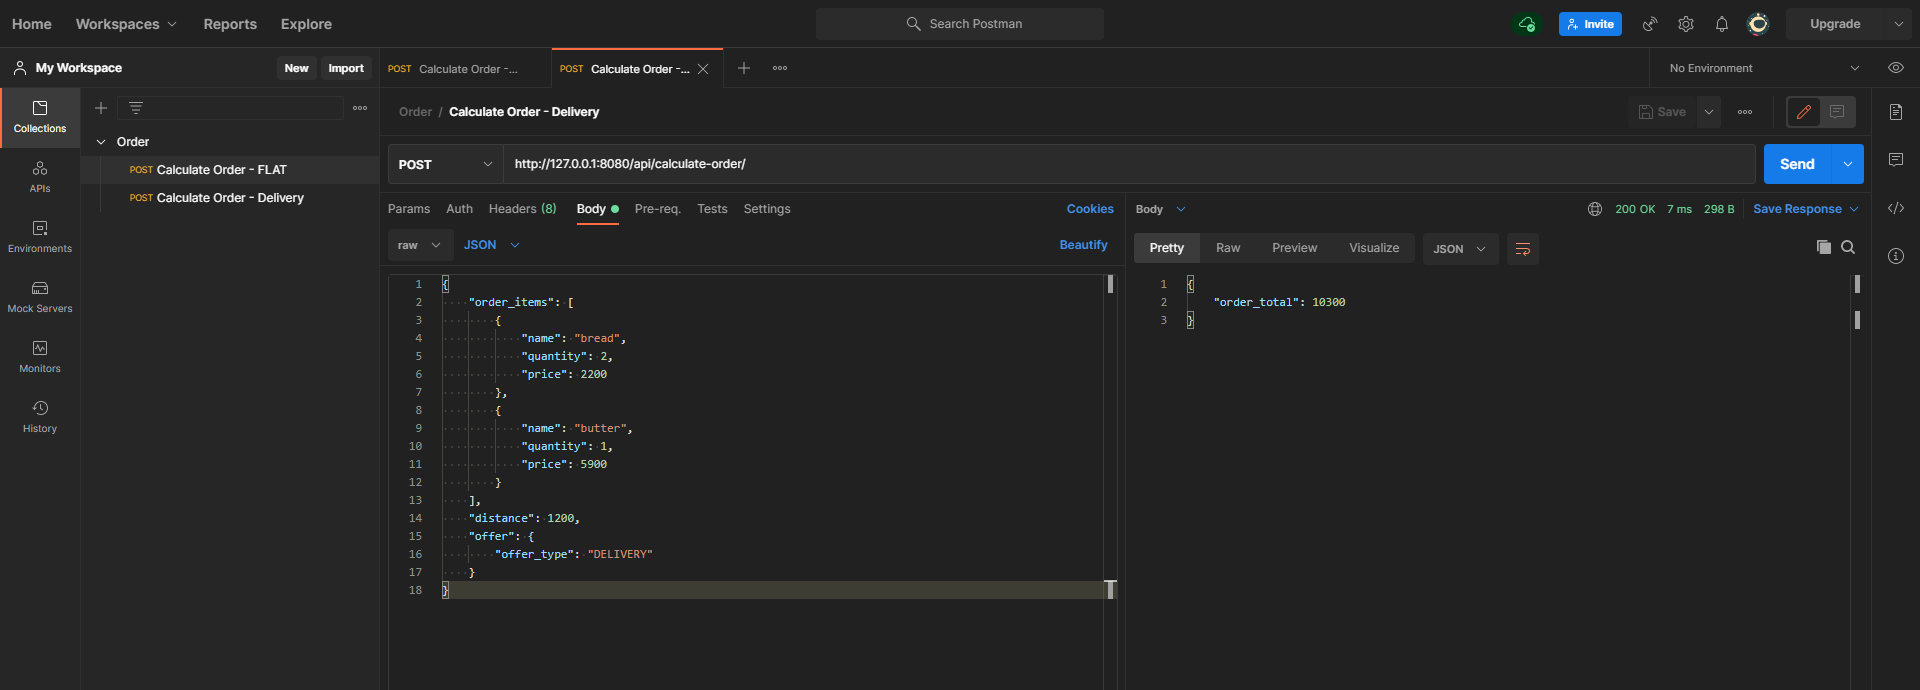 Home Workspaces Reports Explore Search Postman Invite Upgrade
My Workspace New Import POST Calculate Order -... POST Calculate Order -... No Environment
Collections
APIs
Environments
Mock Servers
Monitors
History
Order
POST Calculate Order - FLAT
POST Calculate Order - Delivery
Order / Calculate Order - Delivery Save
POST http://127.0.0.1:8080/api/calculate-order/ Send
Params Auth Headers (8) Body Pre-req. Tests Settings Cookies
raw JSON Beautify
1 {
2 "order_items": [
3 {
4 "name": "bread",
5 "quantity": 2,
6 "price": 2200
7 },
8 {
9 "name": "butter",
10 "quantity": 1,
11 "price": 5900
12 }
13 ],
14 "distance": 1200,
15 "offer": {
16 "offer_type": "DELIVERY"
17 }
18 }
Body 200 OK 7 ms 298 B Save Response
Pretty Raw Preview Visualize JSON
1 {
2 "order_total": 10300
3 }